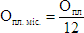 Опл. міс. = Опл / 12